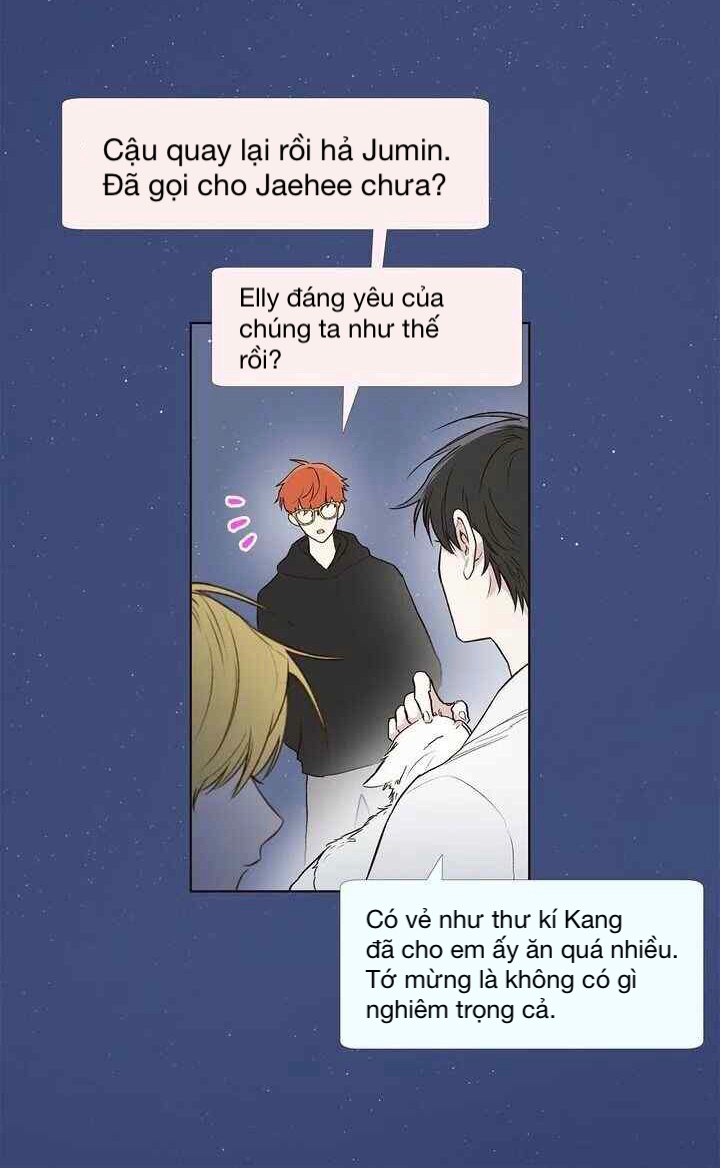 Cậu quay lại rồi hả Jumin.
Đã gọi cho Jaehee chưa?
Elly đáng yêu của
chúng ta như thế
rồi?
Có vẻ như thư kí Kang
đã cho em ấy ăn quá nhiều.
Tớ mừng là không có gì
nghiêm trọng cả.